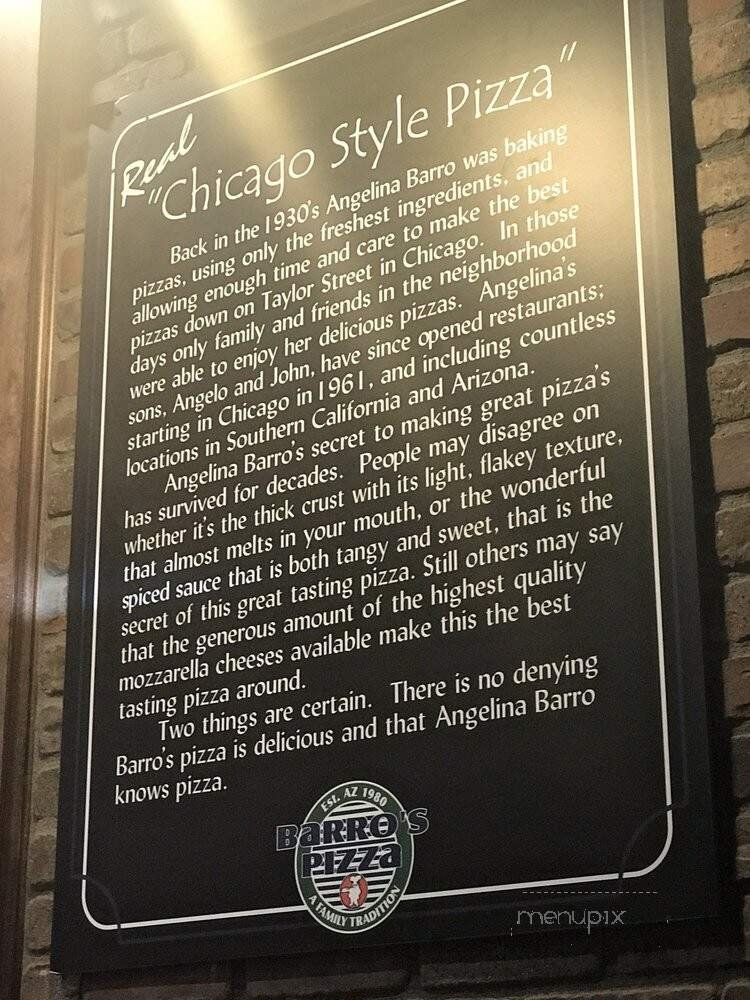 Real
"Chicago Style Pizza"
Back in the 1930's Angelina Barro was baking
pizzas, using only the freshest ingredients, and
allowing enough time and care to make the best
pizzas down on Taylor Street in Chicago. In those
days only family and friends in the neighborhood
were able to enjoy her delicious pizzas. Angelina's
sons, Angelo and John, have since opened restaurants;
starting in Chicago in 1961, and including countless
locations in Southern California and Arizona.
Angelina Barro's secret to making great pizza's
has survived for decades. People may disagree on
whether it's the thick crust with its light, flakey texture,
that almost melts in your mouth, or the wonderful
spiced sauce that is both tangy and sweet, that is the
secret of this great tasting pizza. Still others may say
that the generous amount of the highest quality
mozzarella cheeses available make this the best
tasting pizza around.
Two things are certain. There is no denying
Barro's pizza is delicious and that Angelina Barro
knows pizza.
EST. AZ 1980
BARRO'S
PIZZA
A FAMILY TRADITION
menupix